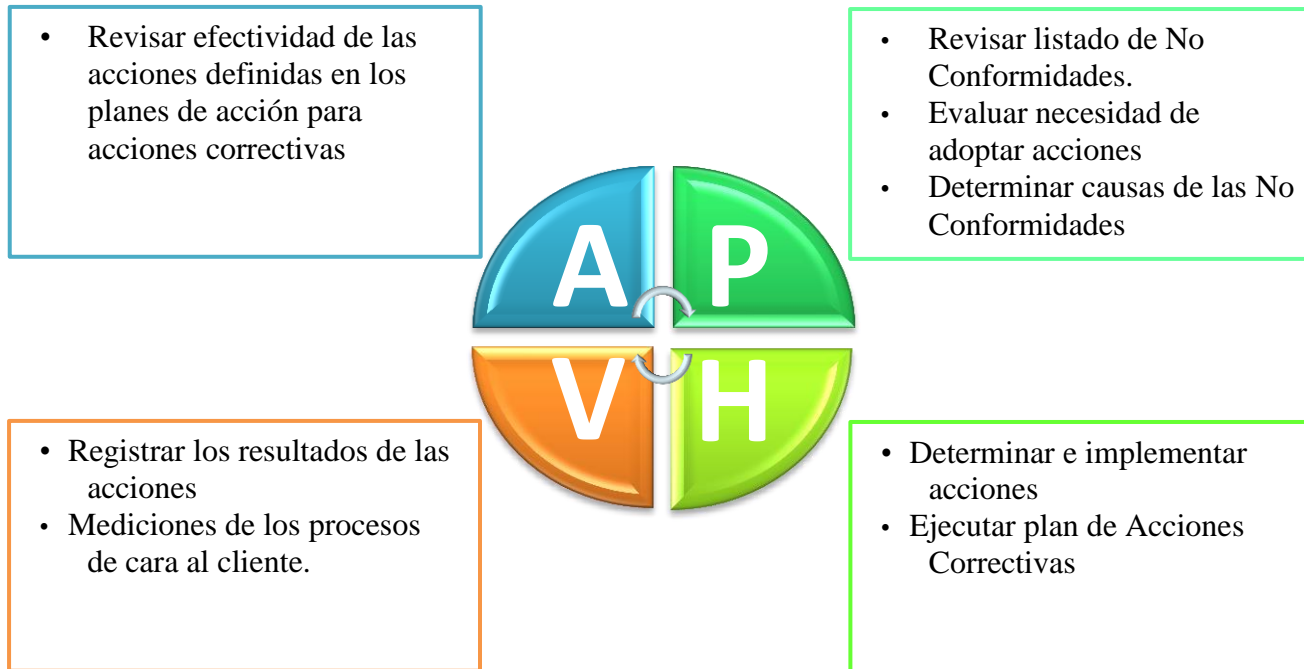 • Revisar efectividad de las
acciones definidas en los
planes de acción para
acciones correctivas
• Revisar listado de No
Conformidades.
• Evaluar necesidad de
adoptar acciones
• Determinar causas de las No
Conformidades
A P
V H
• Registrar los resultados de las
acciones
• Mediciones de los procesos
de cara al cliente.
• Determinar e implementar
acciones
• Ejecutar plan de Acciones
Correctivas